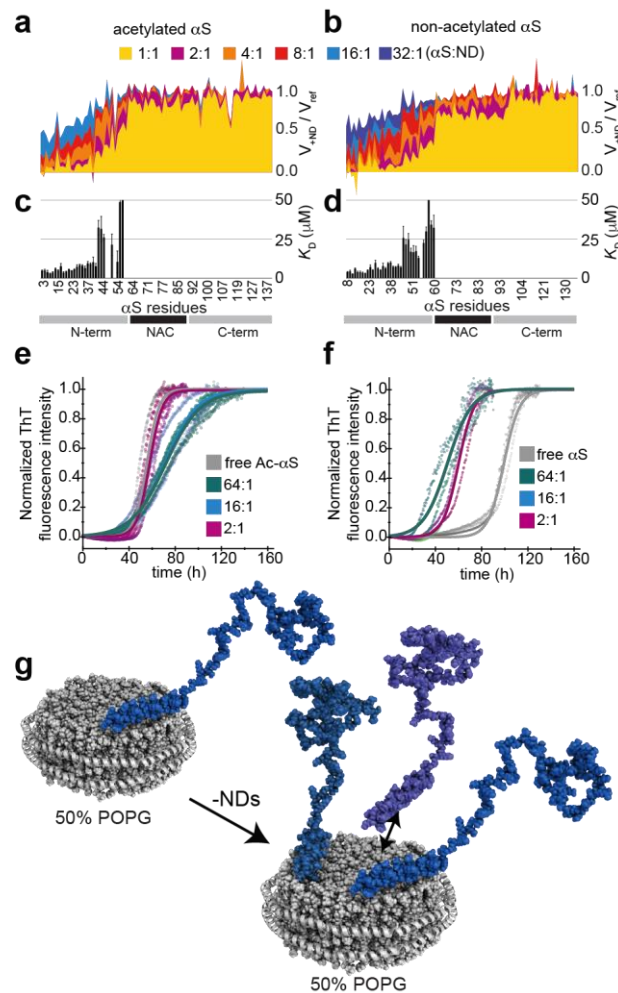 a acetylated αS b non-acetylated αS
1:1 2:1 4:1 8:1 16:1 32:1 (αS:ND)
1.0 1.0
0.5 0.5
0.0 0.0
V+ND / Vref V+ND / Vref
c d
50 50
25 25
0 0
KD (μM) KD (μM)
3 15 23 37 44 54 64 71 77 85 92 100 107 119 127 137
8 23 38 51 60 73 83 93 104 121 130
αS residues αS residues
N-term NAC C-term N-term NAC C-term
e f
Normalized ThT
fluorescence intensity
1.0
0.8
0.6
0.4
0.2
0.0
free Ac-αS
64:1
16:1
2:1
0 40 80 120 160
time (h)
Normalized ThT
fluorescence intensity
1.0
0.8
0.6
0.4
0.2
0.0
free αS
64:1
16:1
2:1
0 40 80 120 160
time (h)
g
50% POPG
-NDs
50% POPG